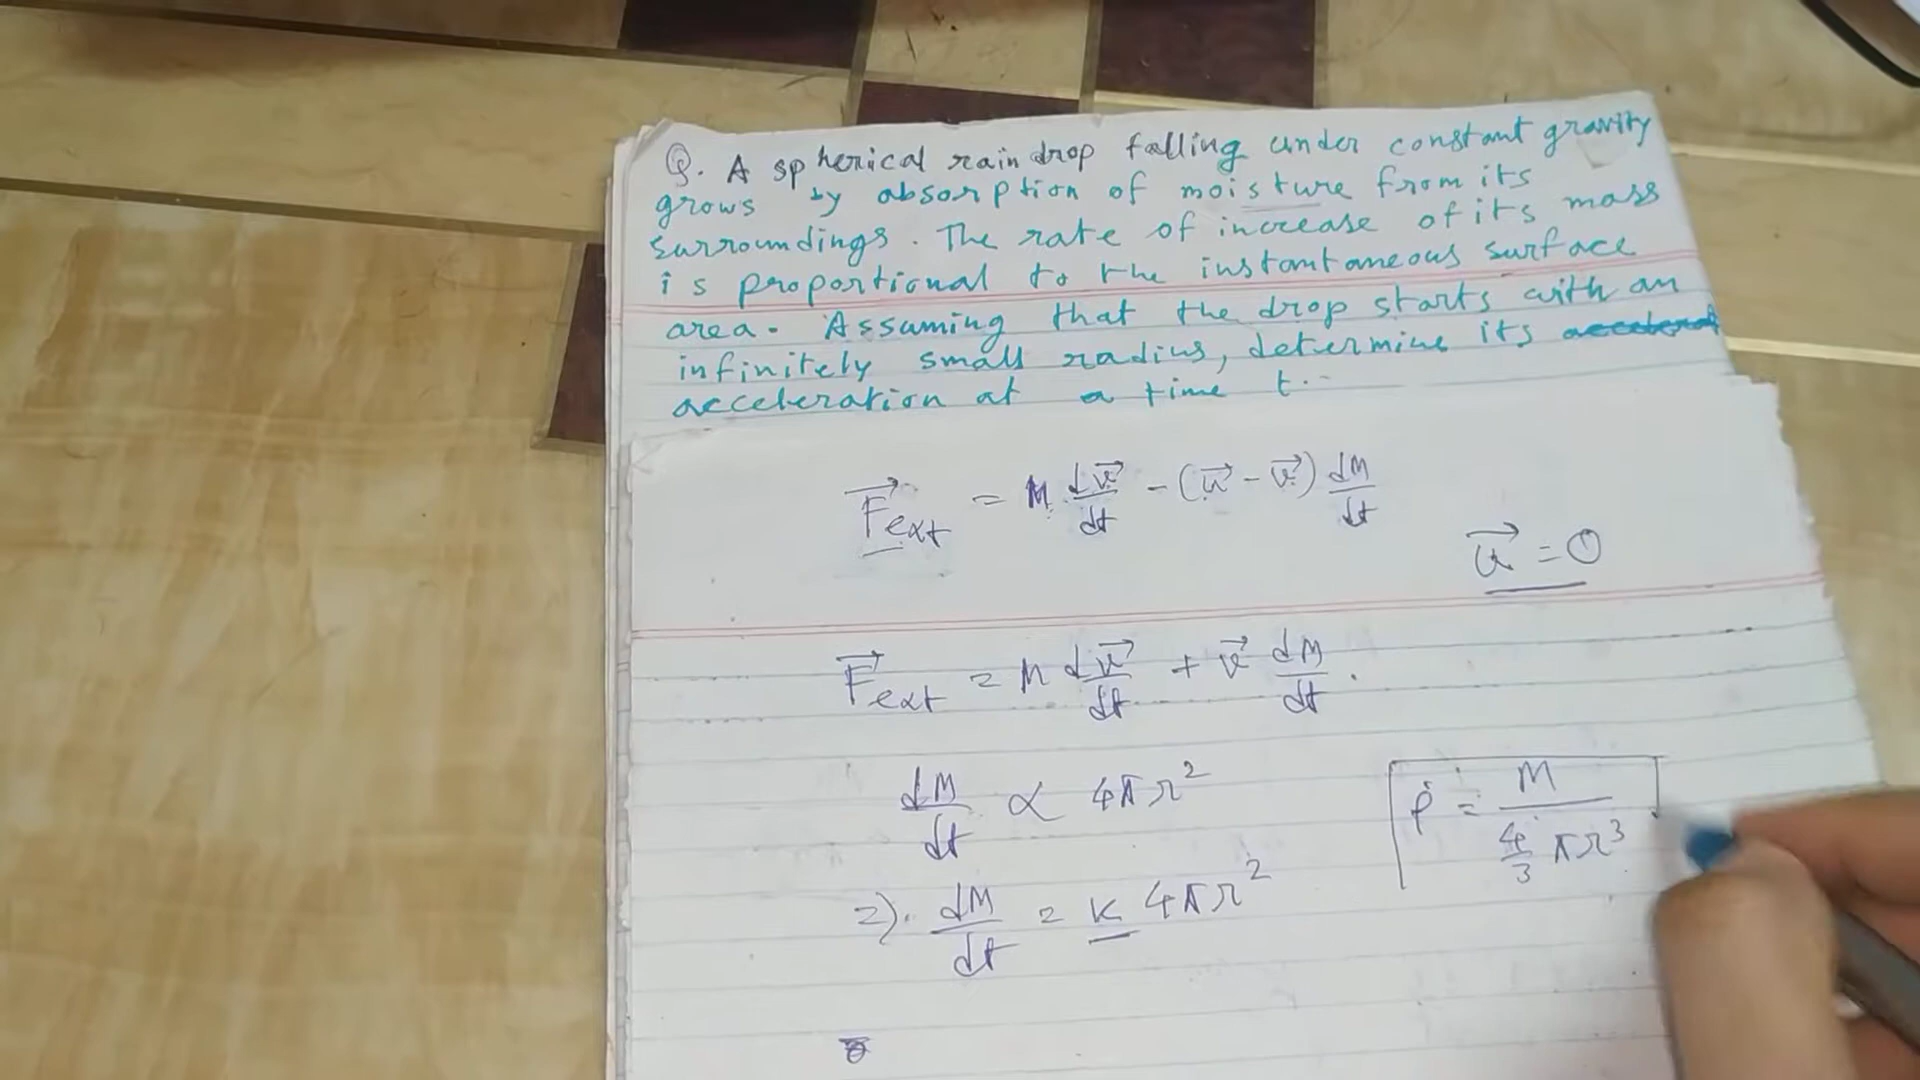 Q. A spherical raindrop falling under constant gravity
grows by absorption of moisture from its
surroundings. The rate of increase of its mass
is proportional to the instantaneous surface
area. Assuming that the drop starts with an
infinitely small radius, determine its
acceleration at a time t.
F⃗ext = M dv⃗/dt - (u⃗ - v⃗) dM/dt
u⃗ = 0
F⃗ext = M dv⃗/dt + v⃗ dM/dt.
dM/dt ∝ 4πr²
ρ = M / (4/3 πr³)
⇒ dM/dt = K 4πr²